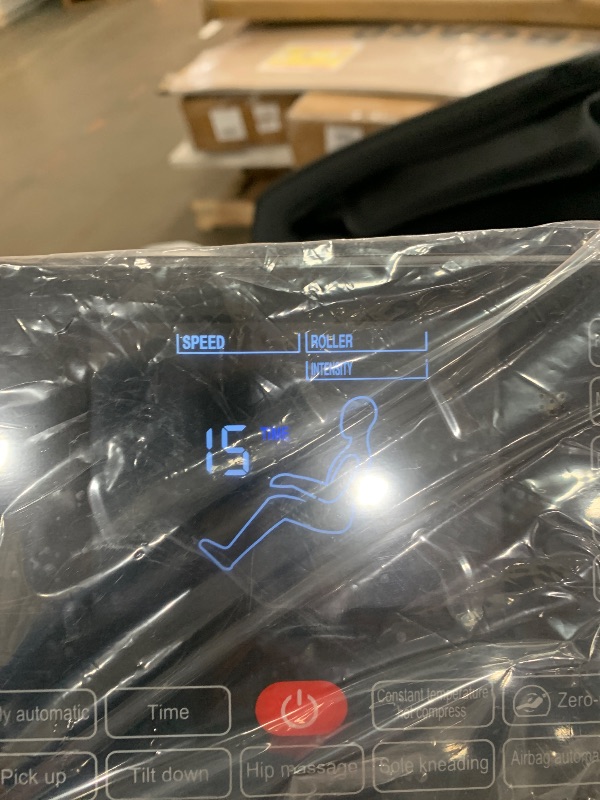 SPEED ROLLER
INTENSITY
15 TIME
ly automatic Time Constant temperature Zero-
hot compress
Pick up Tilt down Hip massage Sole kneading Airbag automa